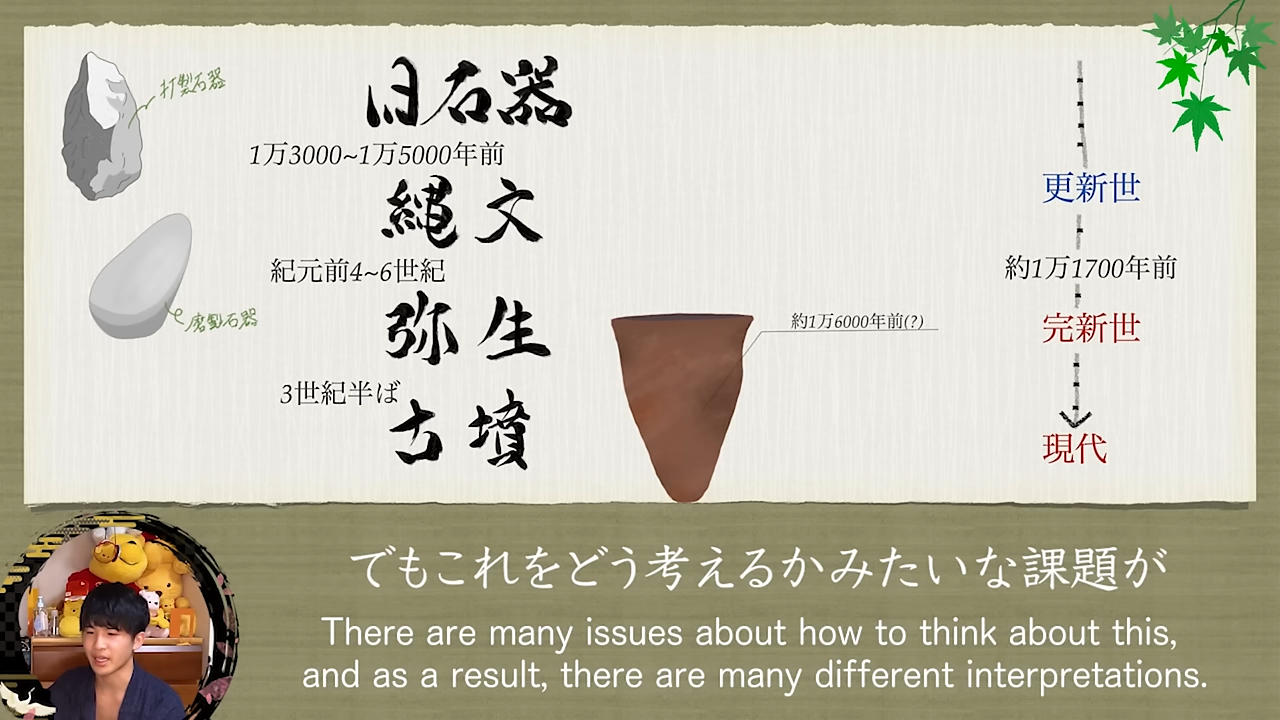 打製石器
旧石器
1万3000~1万5000年前
縄文
紀元前4~6世紀
磨製石器
弥生
3世紀半ば
古墳
約1万6000年前(?)
更新世
約1万1700年前
完新世
現代
でもこれをどう考えるかみたいな課題が
There are many issues about how to think about this,
and as a result, there are many different interpretations.